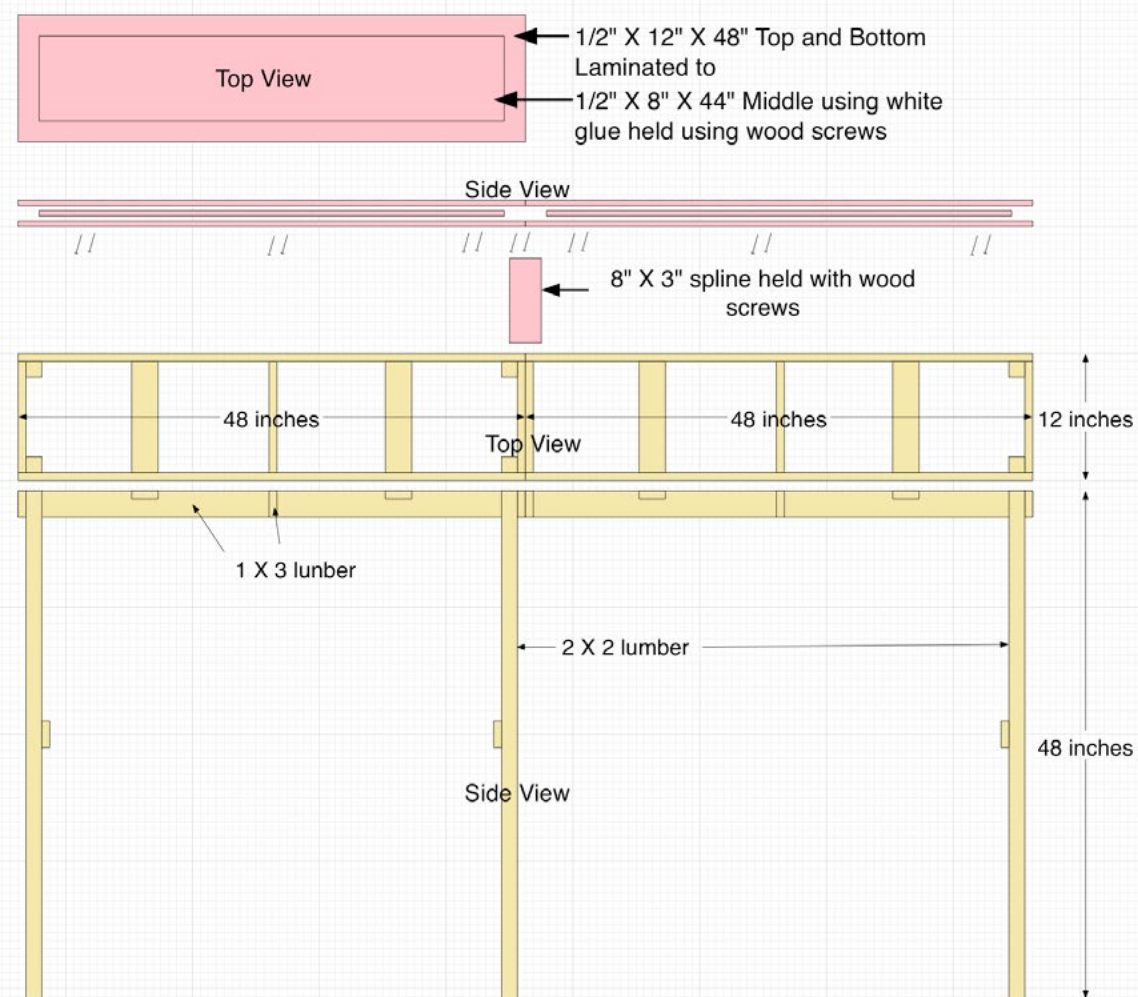 1/2" X 12" X 48" Top and Bottom
Laminated to
Top View
1/2" X 8" X 44" Middle using white
glue held using wood screws
Side View
8" X 3" spline held with wood
screws
48 inches
48 inches
12 inches
Top View
1 X 3 lunber
2 X 2 lumber
48 inches
Side View